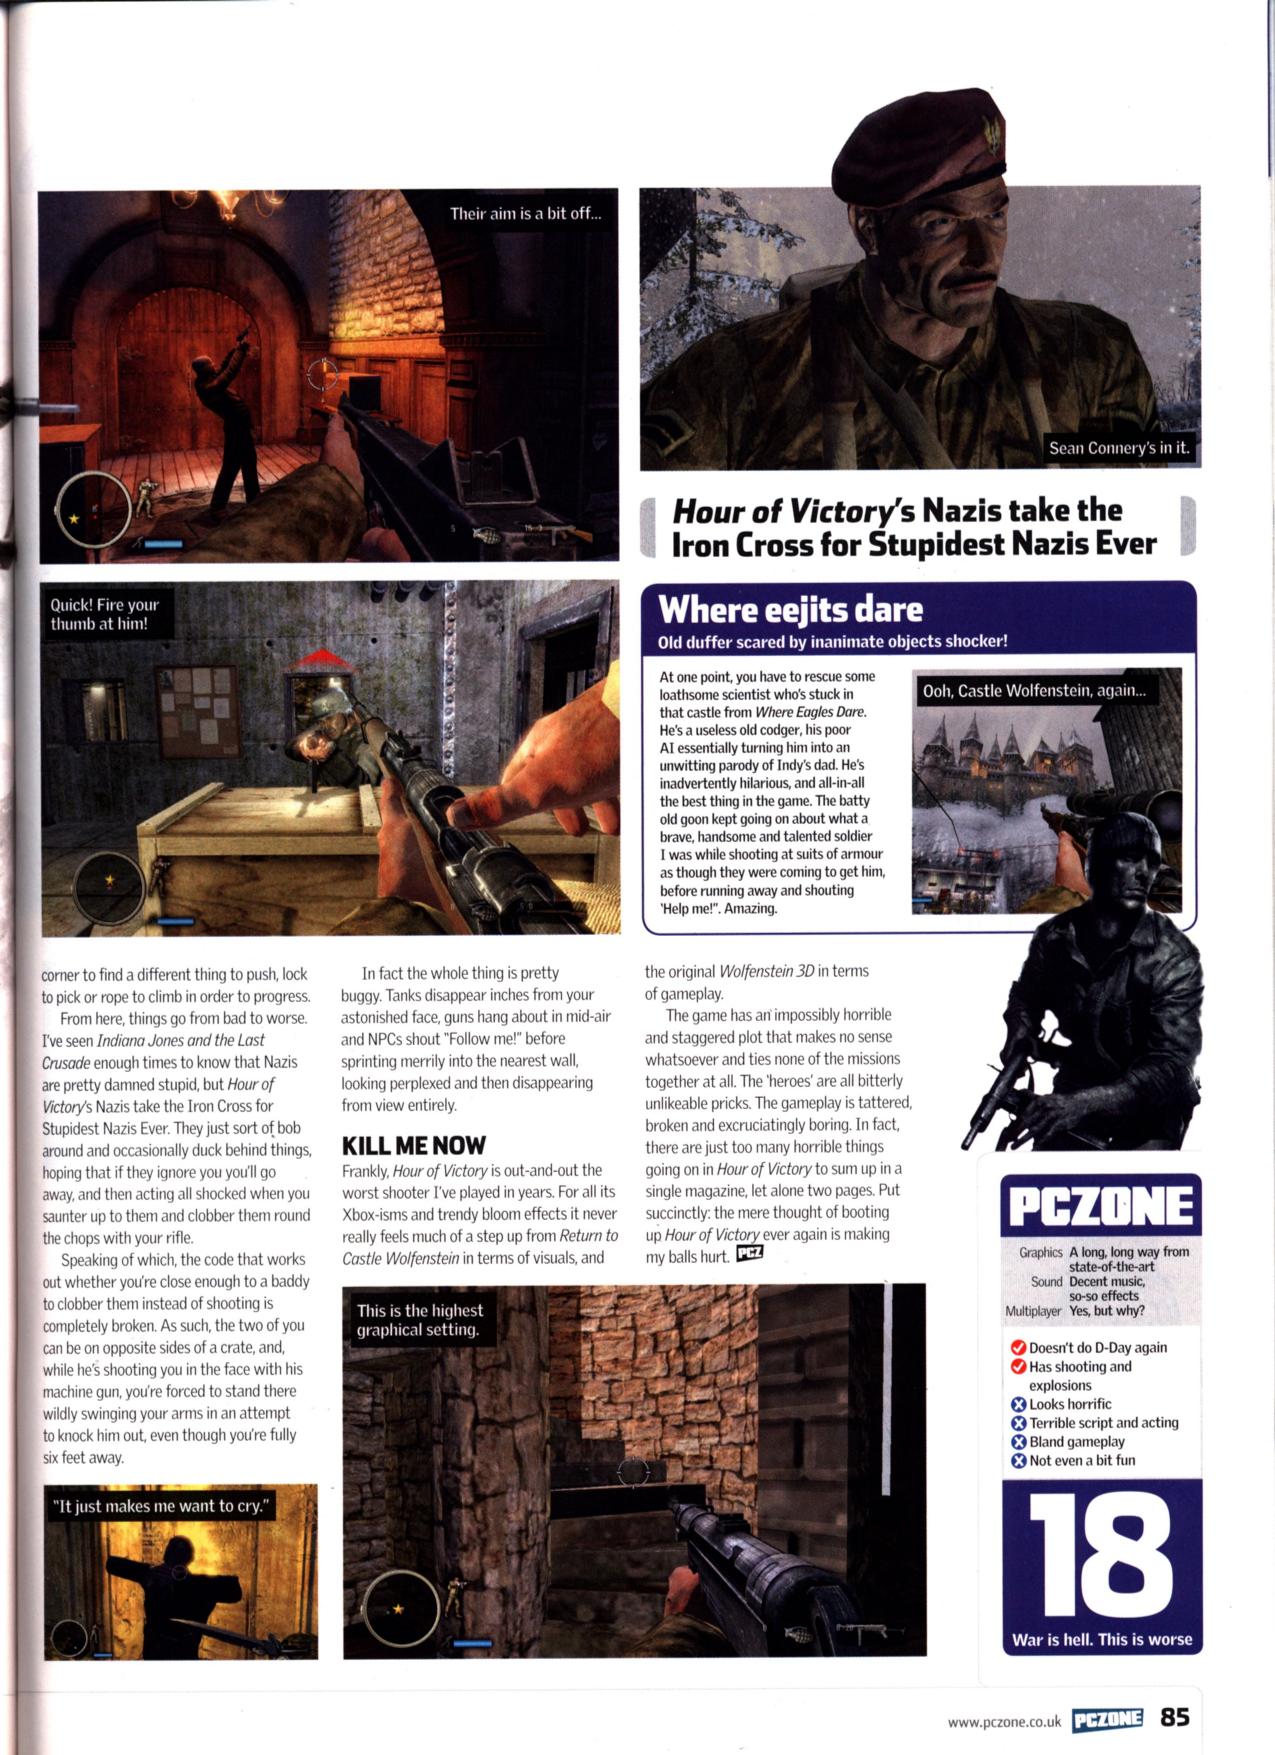 Their aim is a bit off...
Sean Connery's in it.
Hour of Victory's Nazis take the
Iron Cross for Stupidest Nazis Ever
Quick! Fire your
thumb at him!
Where eejits dare
Old duffer scared by inanimate objects shocker!
At one point, you have to rescue some
loathsome scientist who's stuck in
that castle from Where Eagles Dare.
He's a useless old codger, his poor
AI essentially turning him into an
unwitting parody of Indy's dad. He's
inadvertently hilarious, and all-in-all
the best thing in the game. The batty
old goon kept going on about what a
brave, handsome and talented soldier
I was while shooting at suits of armour
as though they were coming to get him,
before running away and shouting
'Help me!". Amazing.
Ooh, Castle Wolfenstein, again...
corner to find a different thing to push, lock
to pick or rope to climb in order to progress.
From here, things go from bad to worse.
I've seen Indiana Jones and the Last
Crusade enough times to know that Nazis
are pretty damned stupid, but Hour of
Victory's Nazis take the Iron Cross for
Stupidest Nazis Ever. They just sort of bob
around and occasionally duck behind things,
hoping that if they ignore you you'll go
away, and then acting all shocked when you
saunter up to them and clobber them round
the chops with your rifle.
Speaking of which, the code that works
out whether you're close enough to a baddy
to clobber them instead of shooting is
completely broken. As such, the two of you
can be on opposite sides of a crate, and,
while he's shooting you in the face with his
machine gun, you're forced to stand there
wildly swinging your arms in an attempt
to knock him out, even though you're fully
six feet away.
"It just makes me want to cry."
In fact the whole thing is pretty
buggy. Tanks disappear inches from your
astonished face, guns hang about in mid-air
and NPCs shout "Follow me!" before
sprinting merrily into the nearest wall,
looking perplexed and then disappearing
from view entirely.
KILL ME NOW
Frankly, Hour of Victory is out-and-out the
worst shooter I've played in years. For all its
Xbox-isms and trendy bloom effects it never
really feels much of a step up from Return to
Castle Wolfenstein in terms of visuals, and
the original Wolfenstein 3D in terms
of gameplay.
The game has an impossibly horrible
and staggered plot that makes no sense
whatsoever and ties none of the missions
together at all. The 'heroes' are all bitterly
unlikeable pricks. The gameplay is tattered,
broken and excruciatingly boring. In fact,
there are just too many horrible things
going on in Hour of Victory to sum up in a
single magazine, let alone two pages. Put
succinctly: the mere thought of booting
up Hour of Victory ever again is making
my balls hurt. PCZ
This is the highest
graphical setting.
PCZONE
Graphics A long, long way from
state-of-the-art
Sound Decent music,
so-so effects
Multiplayer Yes, but why?
Doesn't do D-Day again
Has shooting and
explosions
Looks horrific
Terrible script and acting
Bland gameplay
Not even a bit fun
18
War is hell. This is worse
www.pczone.co.uk PCZONE 85